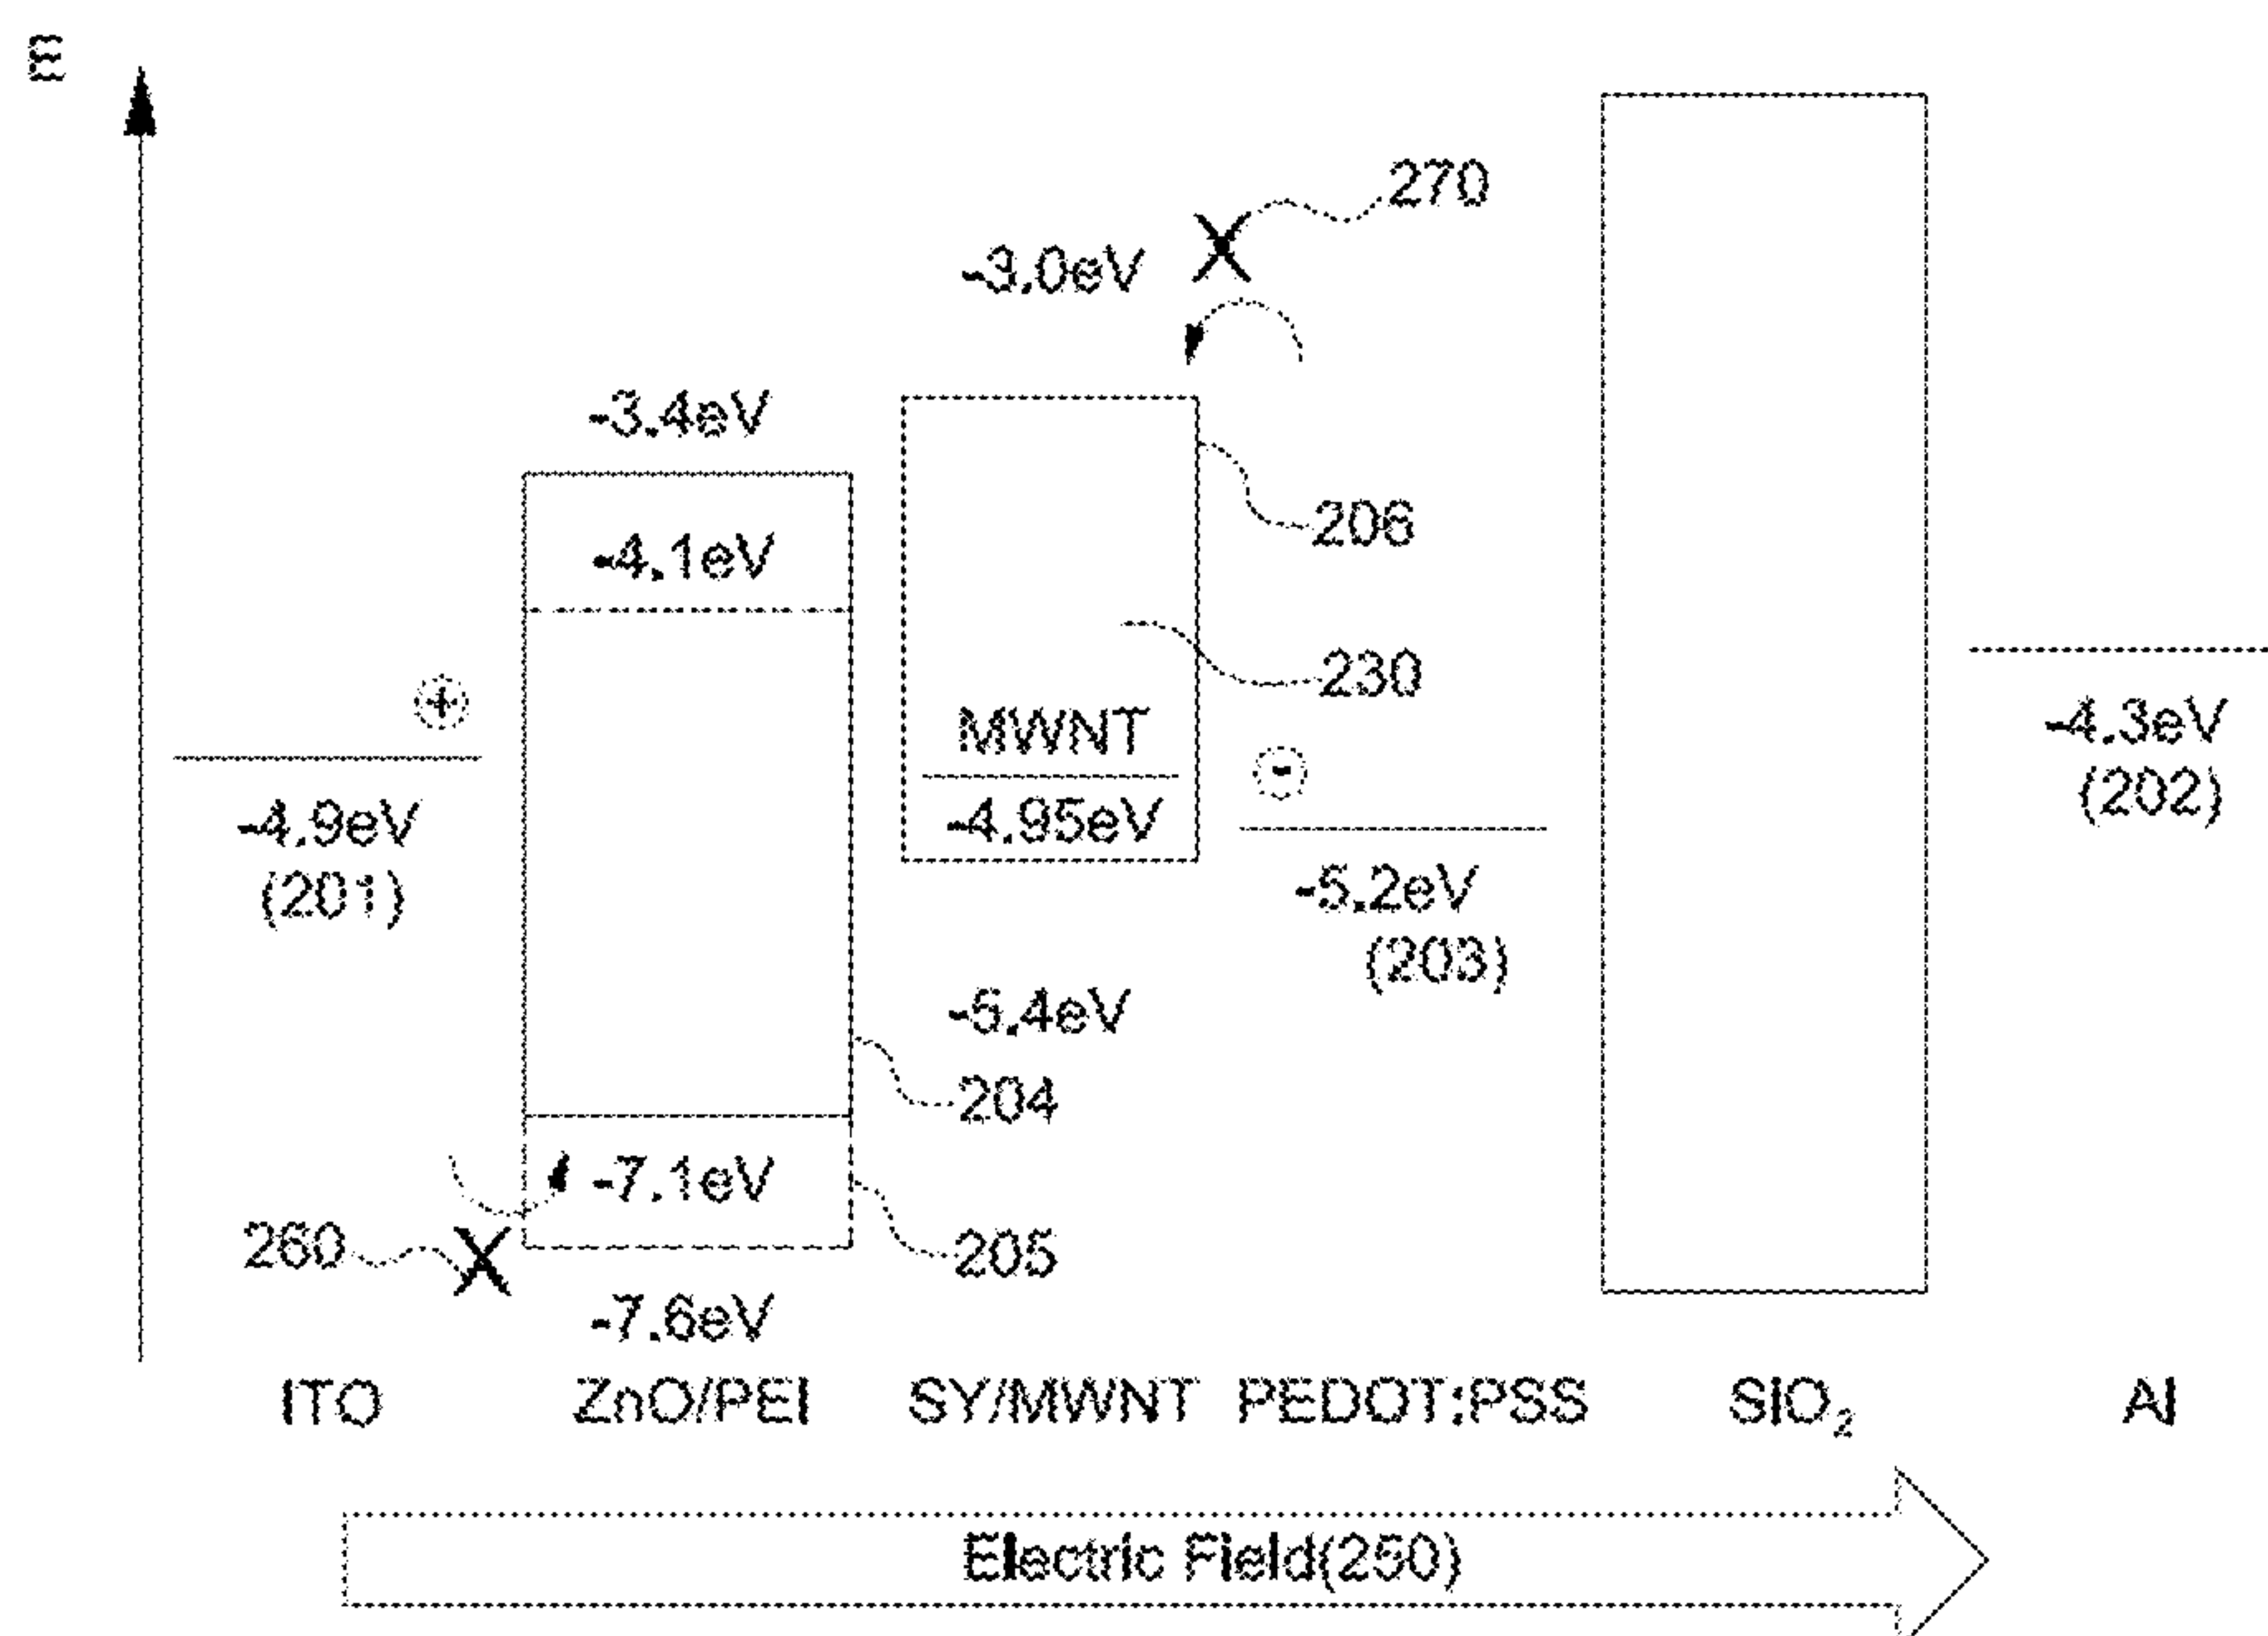 E
270
-3.0eV
-3.4eV
-4.1eV
206
230
MWNT
-4.95eV
-4.9eV
(201)
-4.3eV
(202)
-5.2eV
(203)
-5.4eV
204
-7.1eV
260
205
-7.6eV
ITO ZnO/PEI SY/MWNT PEDOT:PSS SiO₂ Al
Electric Field(250)
+
-